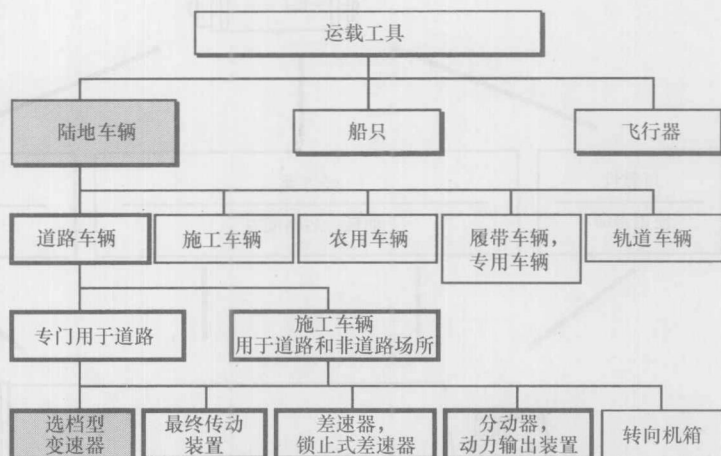 运载工具
陆地车辆
船只
飞行器
道路车辆
施工车辆
农用车辆
履带车辆，
专用车辆
轨道车辆
专门用于道路
施工车辆
用于道路和非道路场所
选档型
变速器
最终传动
装置
差速器，
锁止式差速器
分动器，
动力输出装置
转向机箱